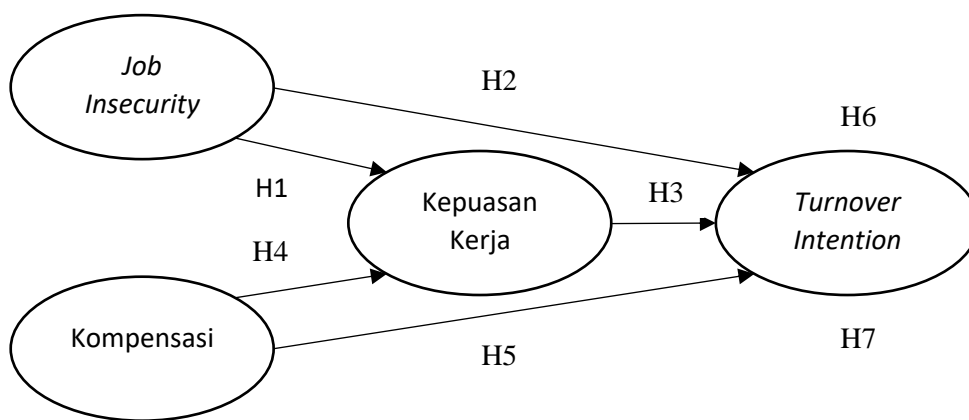 Job
Insecurity
H2
H6
H1
Kepuasan
Kerja
H3
Turnover
Intention
H4
Kompensasi
H5
H7